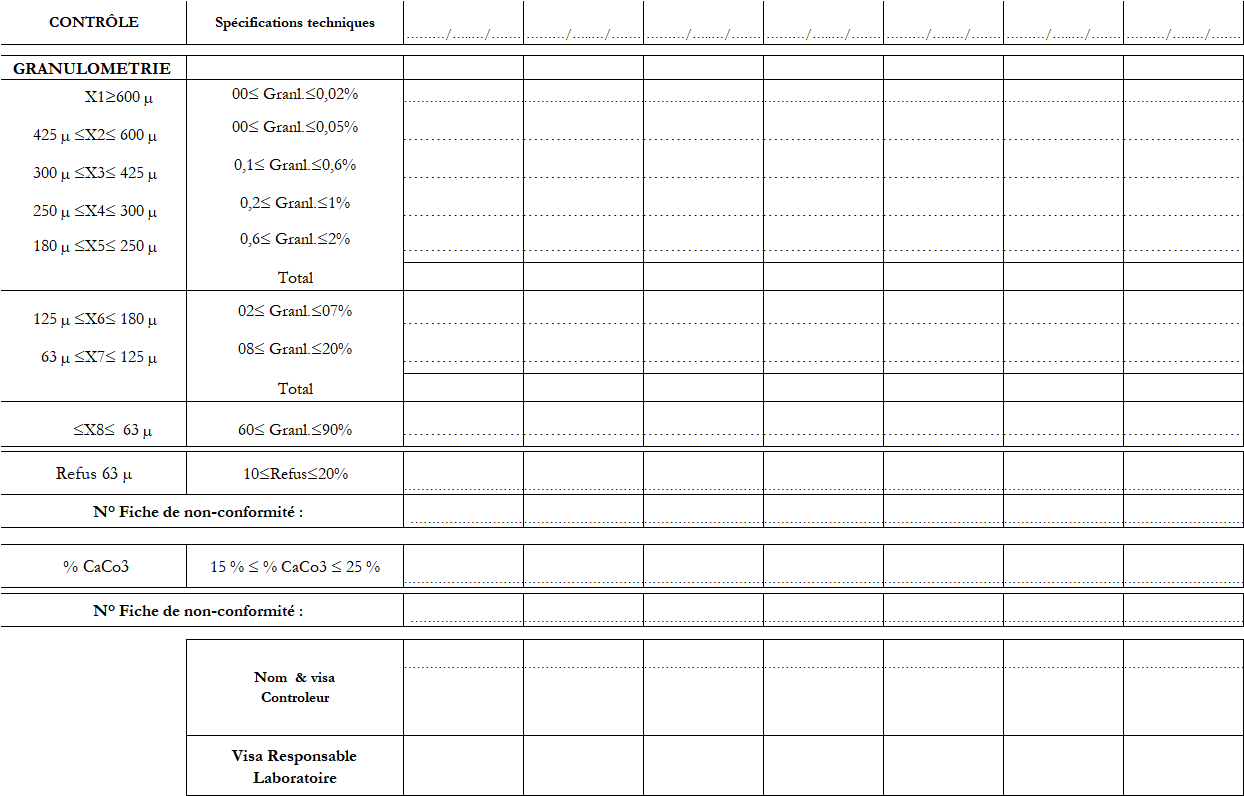 CONTRÔLE Spécifications techniques ........./......../....... ........./......../....... ........./......../....... ........./......../....... ........./......../....... ........./......../....... ........./......../.......
GRANULOMETRIE
X1≥600 µ 00≤ Granl.≤0,02%
425 µ ≤X2≤ 600 µ 00≤ Granl.≤0,05%
300 µ ≤X3≤ 425 µ 0,1≤ Granl.≤0,6%
250 µ ≤X4≤ 300 µ 0,2≤ Granl.≤1%
180 µ ≤X5≤ 250 µ 0,6≤ Granl.≤2%
Total
125 µ ≤X6≤ 180 µ 02≤ Granl.≤07%
63 µ ≤X7≤ 125 µ 08≤ Granl.≤20%
Total
≤X8≤ 63 µ 60≤ Granl.≤90%
Refus 63 µ 10≤Refus≤20%
N° Fiche de non-conformité :
% CaCo3 15 % ≤ % CaCo3 ≤ 25 %
N° Fiche de non-conformité :
Nom & visa
Controleur
Visa Responsable
Laboratoire